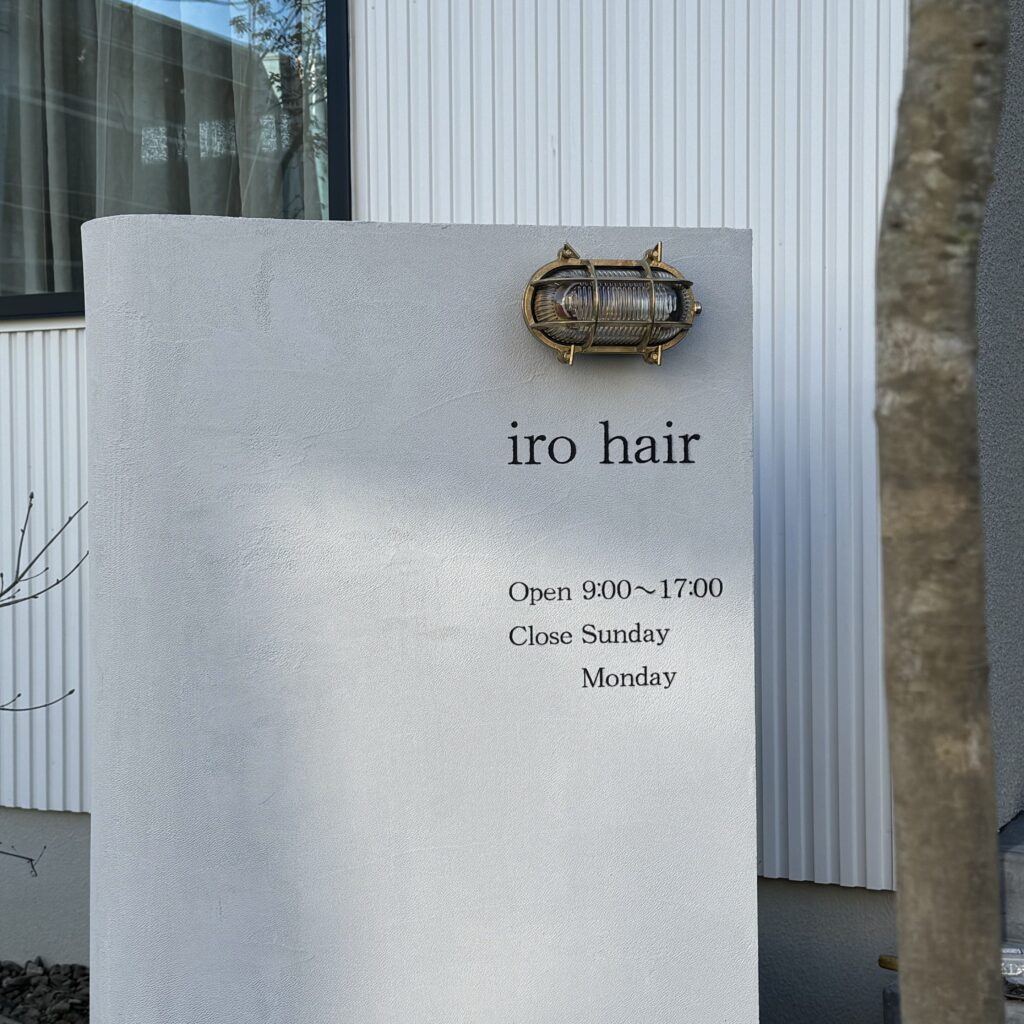 iro hair
Open 9:00～17:00
Close Sunday
Monday